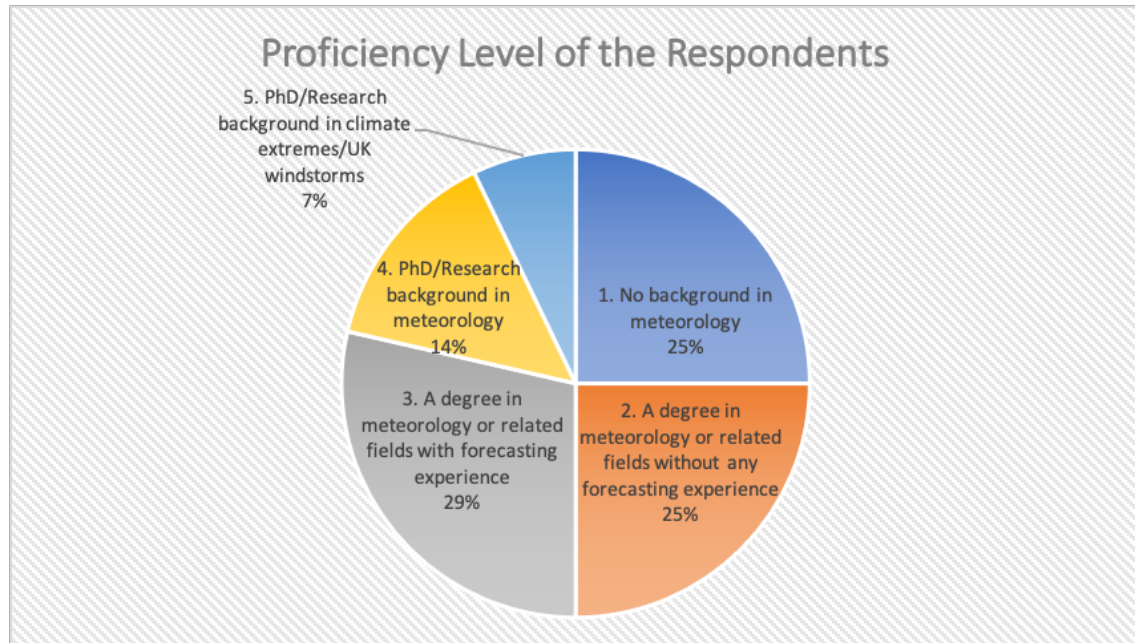 Proficiency Level of the Respondents
5. PhD/Research
background in climate
extremes/UK
windstorms
7%
4. PhD/Research
background in
meteorology
14%
1. No background in
meteorology
25%
3. A degree in
meteorology or related
fields with forecasting
experience
29%
2. A degree in
meteorology or related
fields without any
forecasting experience
25%